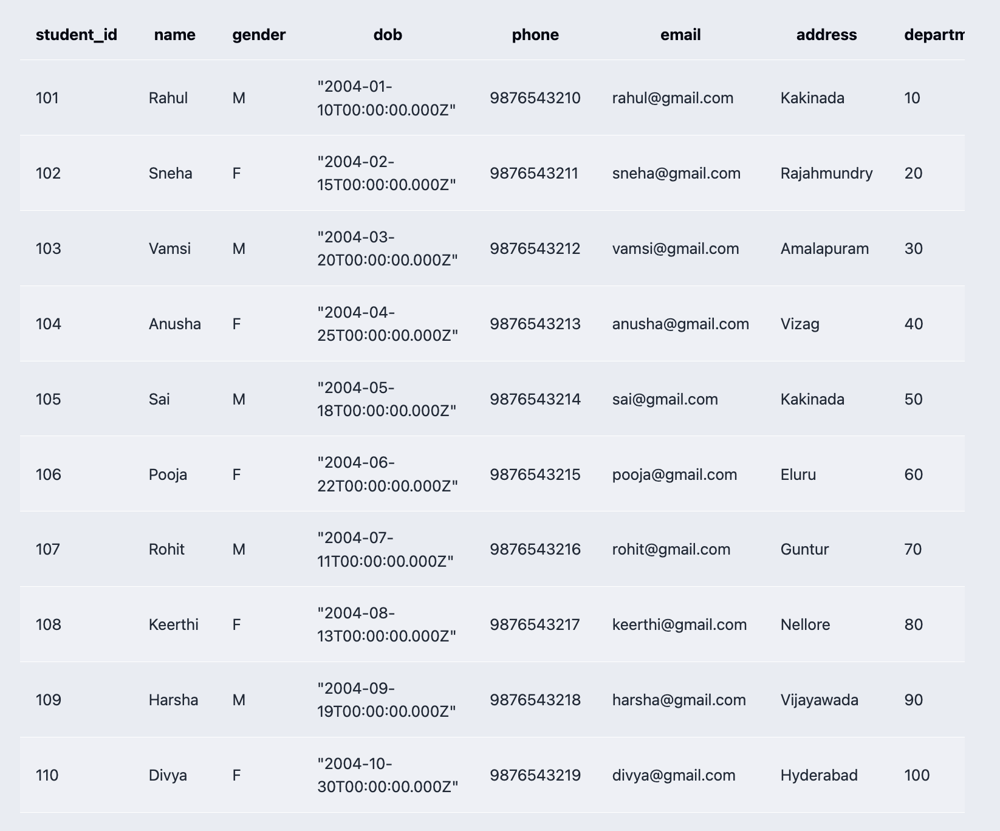 student_id name gender dob phone email address departm
101 Rahul M "2004-01-
10T00:00:00.000Z" 9876543210 rahul@gmail.com Kakinada 10
102 Sneha F "2004-02-
15T00:00:00.000Z" 9876543211 sneha@gmail.com Rajahmundry 20
103 Vamsi M "2004-03-
20T00:00:00.000Z" 9876543212 vamsi@gmail.com Amalapuram 30
104 Anusha F "2004-04-
25T00:00:00.000Z" 9876543213 anusha@gmail.com Vizag 40
105 Sai M "2004-05-
18T00:00:00.000Z" 9876543214 sai@gmail.com Kakinada 50
106 Pooja F "2004-06-
22T00:00:00.000Z" 9876543215 pooja@gmail.com Eluru 60
107 Rohit M "2004-07-
11T00:00:00.000Z" 9876543216 rohit@gmail.com Guntur 70
108 Keerthi F "2004-08-
13T00:00:00.000Z" 9876543217 keerthi@gmail.com Nellore 80
109 Harsha M "2004-09-
19T00:00:00.000Z" 9876543218 harsha@gmail.com Vijayawada 90
110 Divya F "2004-10-
30T00:00:00.000Z" 9876543219 divya@gmail.com Hyderabad 100